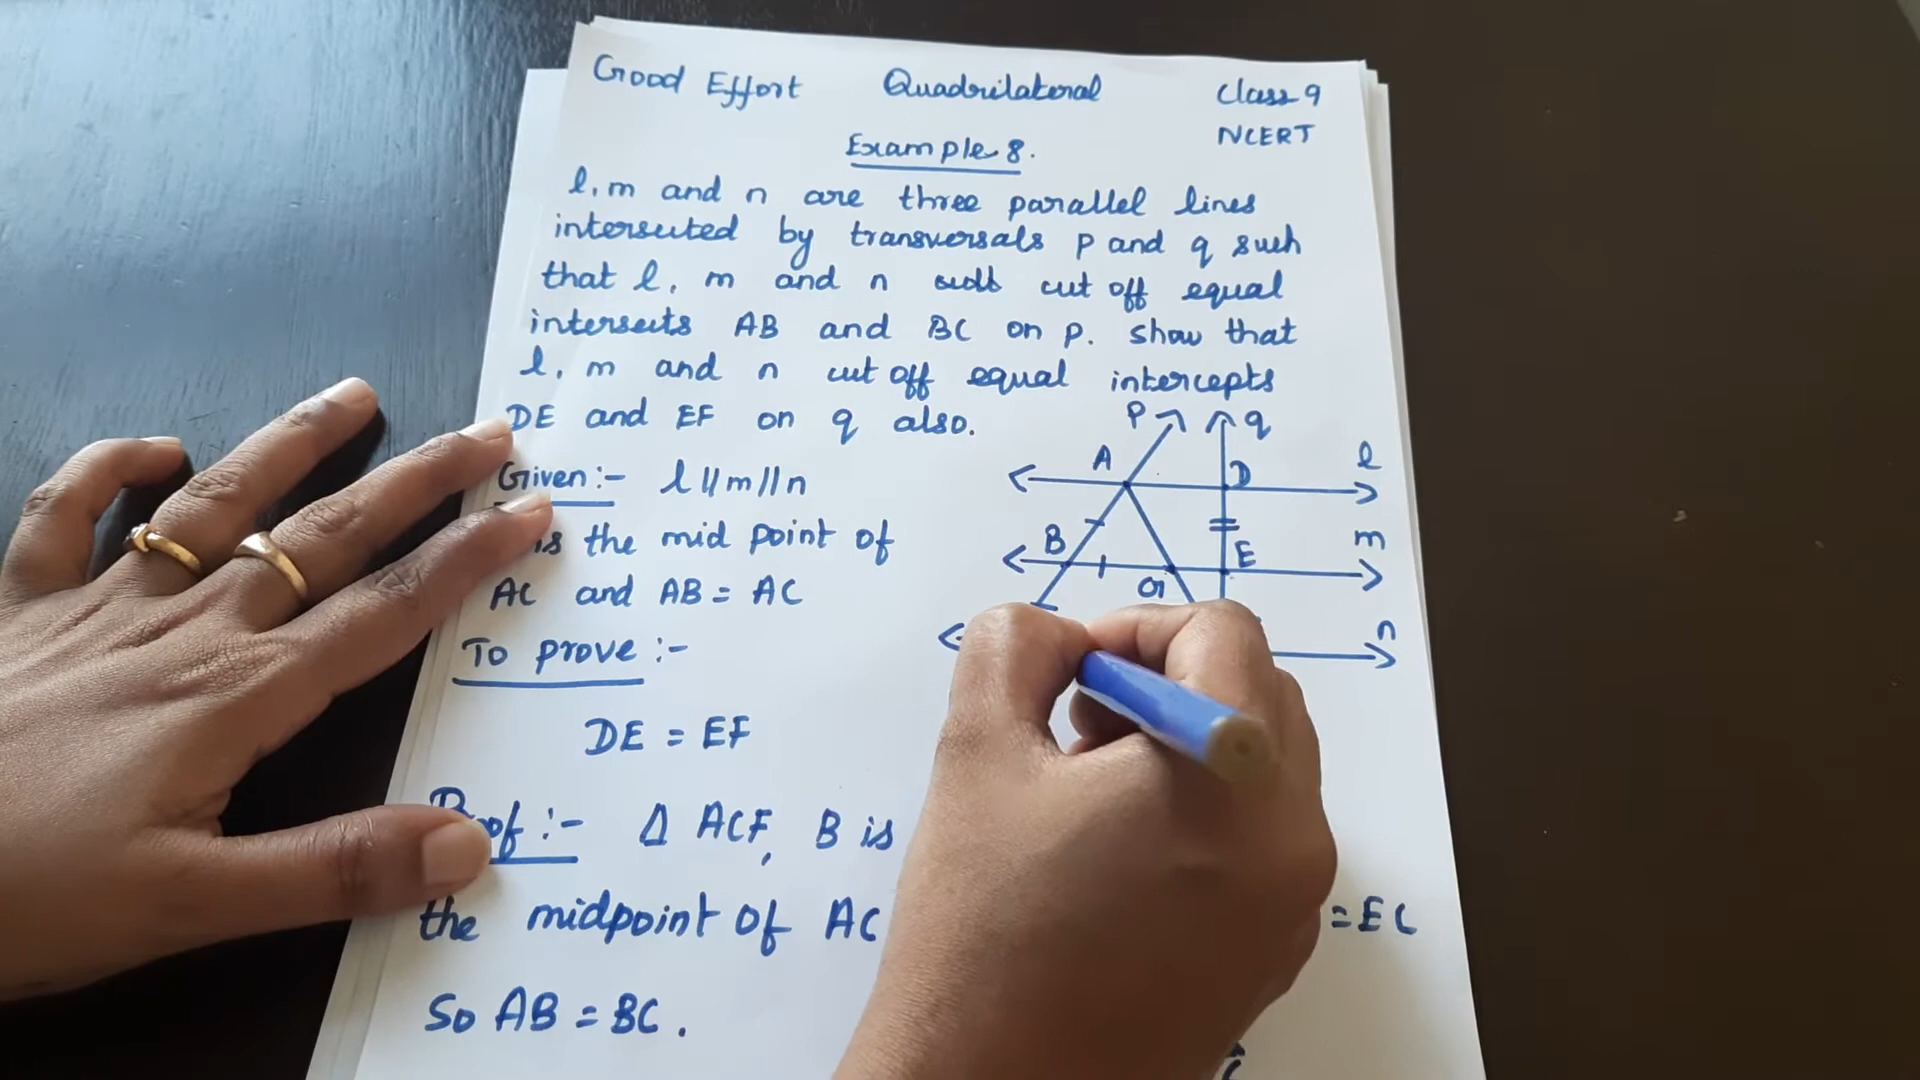 Good Effort Quadrilateral Class 9
NCERT
Example 8.
l, m and n are three parallel lines
intersected by transversals p and q such
that l, m and n cut off equal
intersects AB and BC on p. show that
l, m and n cut off equal intercepts
DE and EF on q also.
Given :- l || m || n
is the mid point of
AC and AB = AC
To prove :-
DE = EF
Proof :- Δ ACF, B is
the midpoint of AC
= EC
So AB = BC.
P q
A D l
B E m
G
n